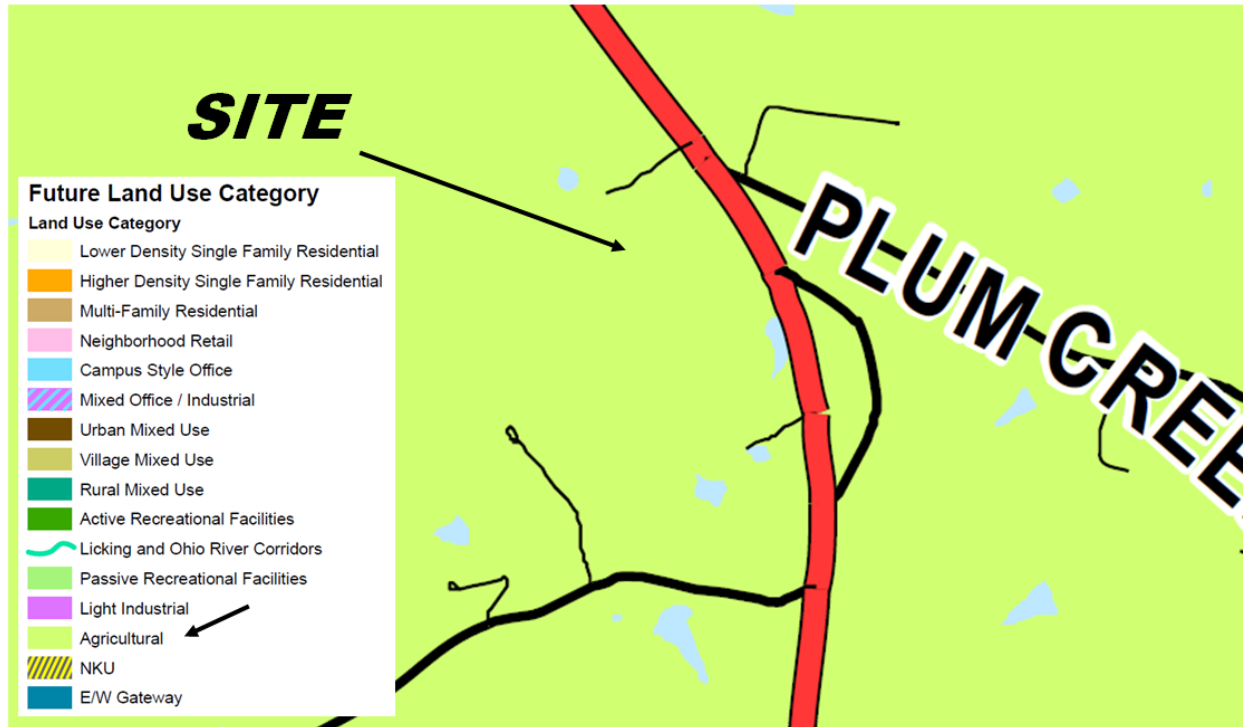 SITE
PLUM CREE
Future Land Use Category
Land Use Category
Lower Density Single Family Residential
Higher Density Single Family Residential
Multi-Family Residential
Neighborhood Retail
Campus Style Office
Mixed Office / Industrial
Urban Mixed Use
Village Mixed Use
Rural Mixed Use
Active Recreational Facilities
Licking and Ohio River Corridors
Passive Recreational Facilities
Light Industrial
Agricultural
NKU
E/W Gateway